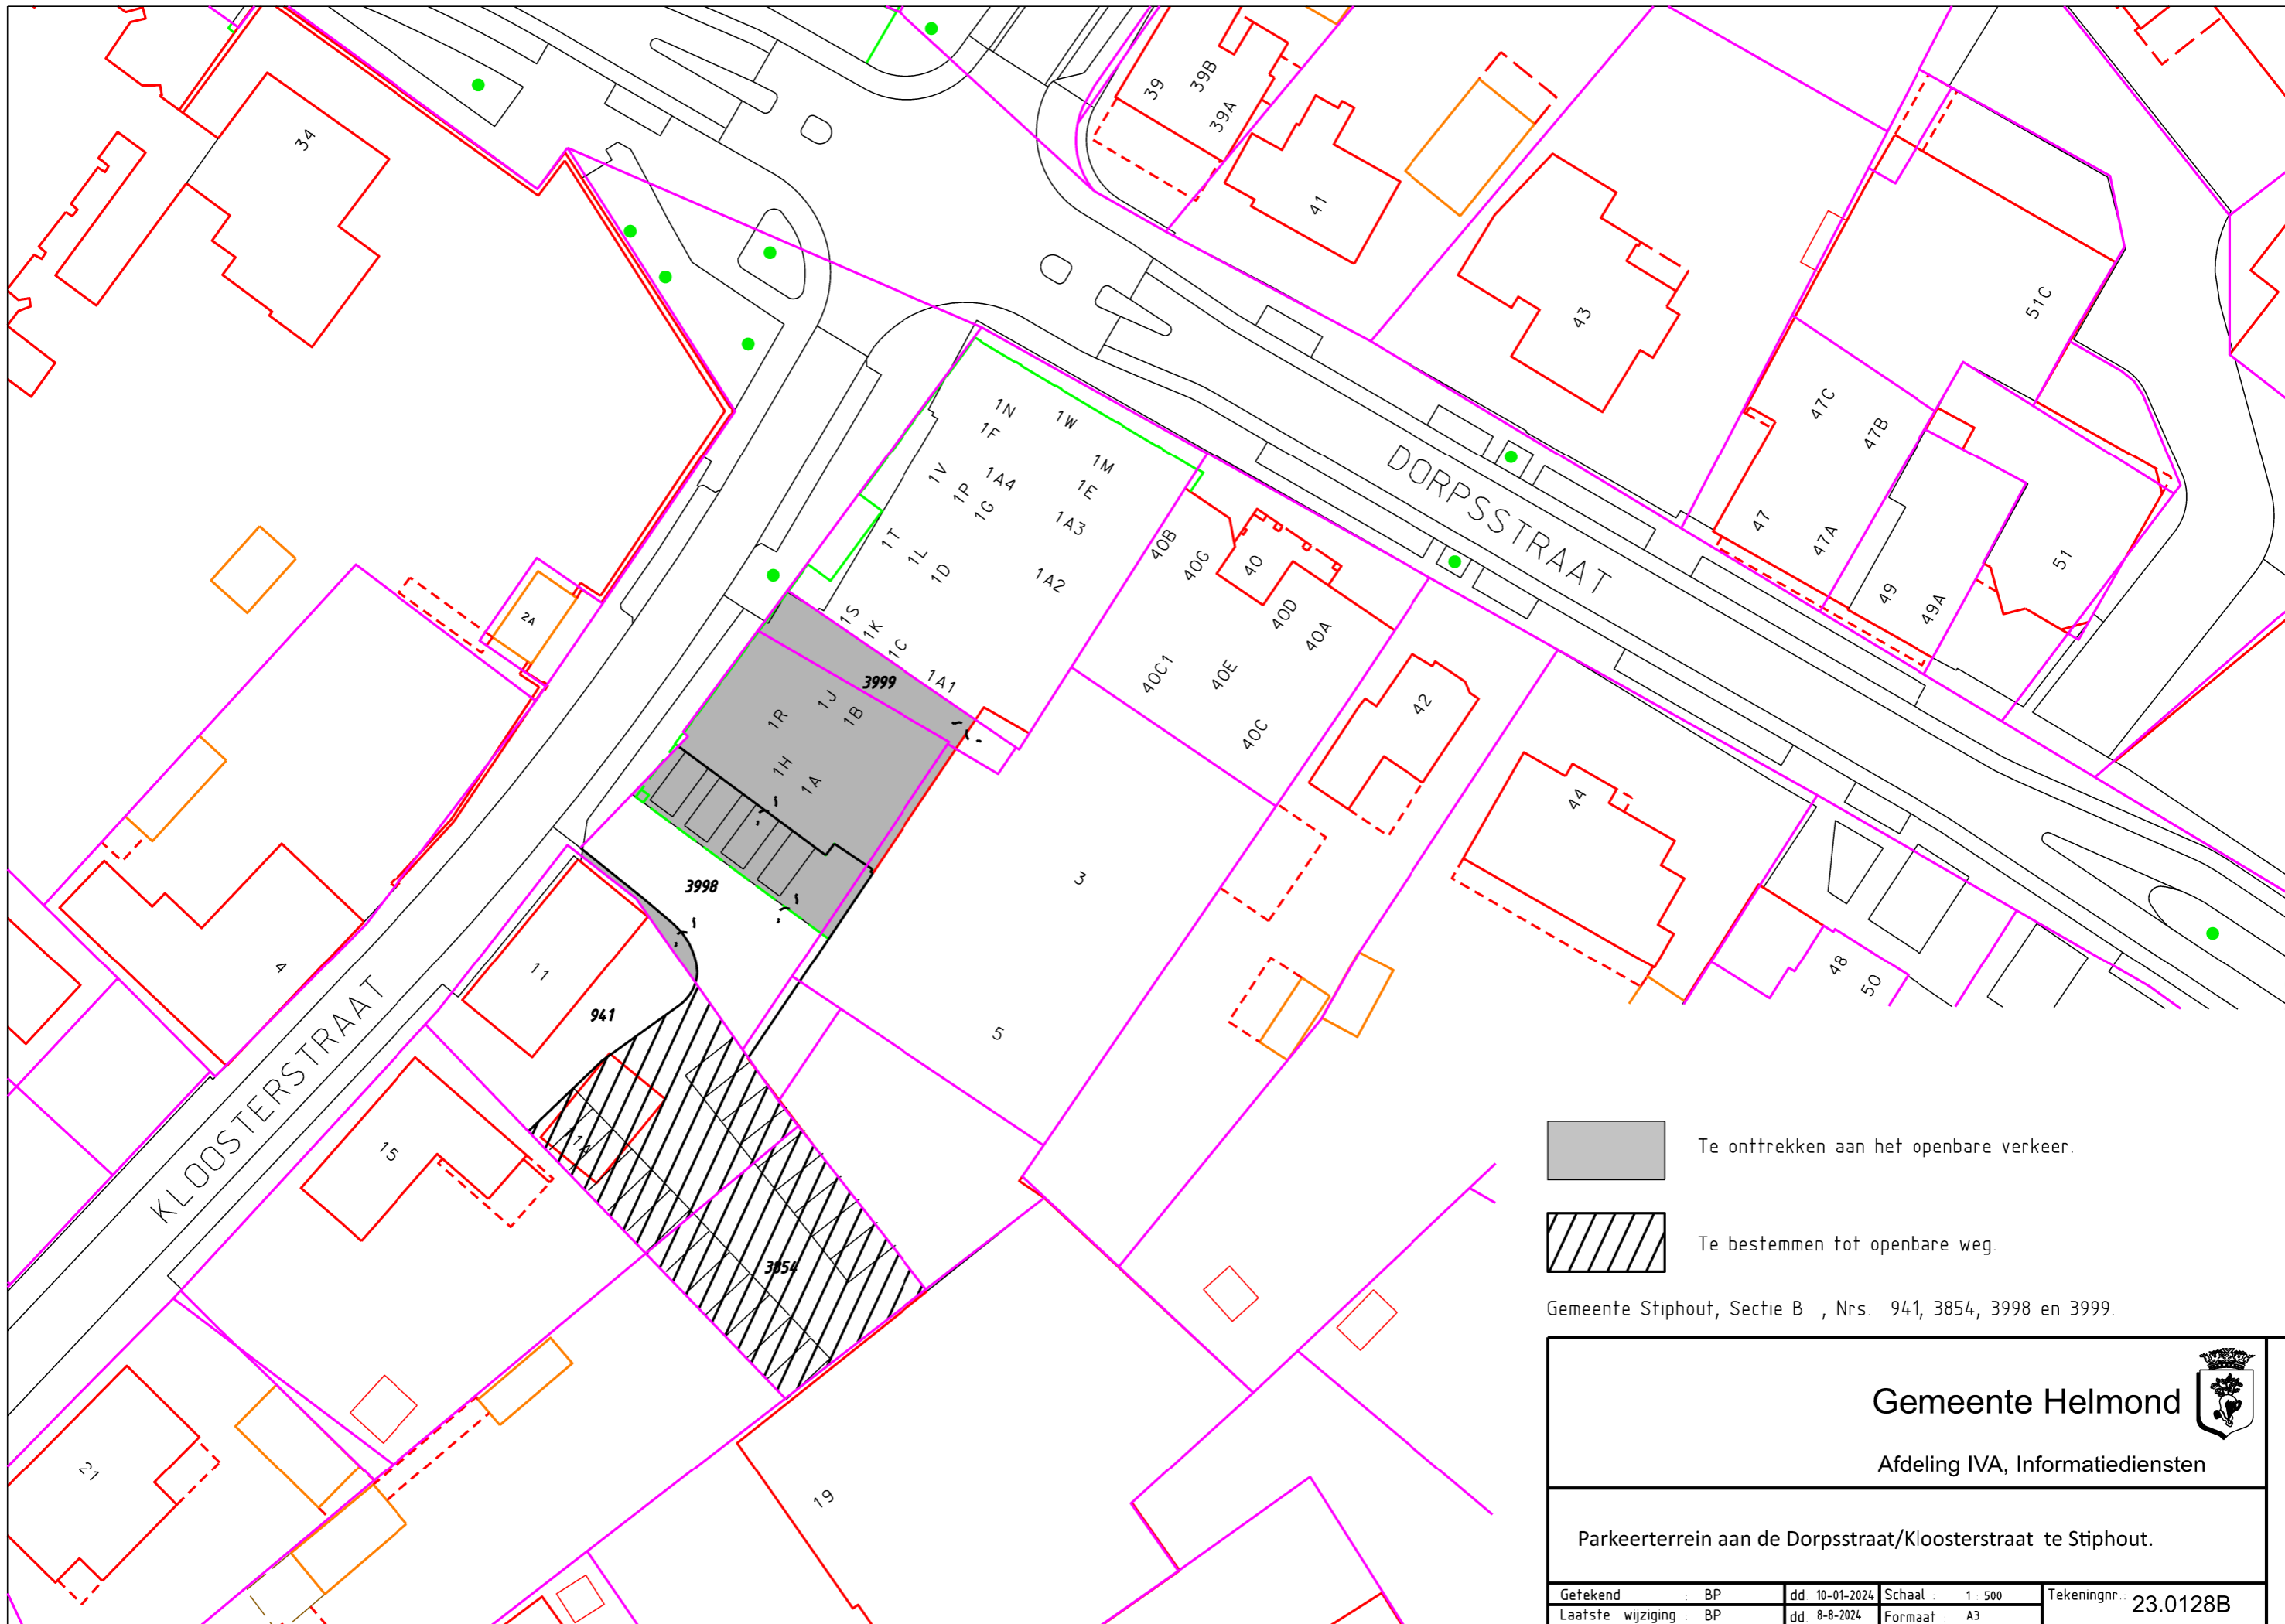 34
39
39B
39A
41
43
51C
47C
47B
47
47A
49
49A
51
DORPSSTRAAT
1N
1W
1F
1V
1A4
1M
1P
1E
1G
1A3
1T
1L
1D
1A2
1S
1K
1C
1A1
40B
40G
40
40D
40A
40C1
40E
40C
42
44
48
50
2A
3999
1J
1R
1B
1H
1A
3998
3
5
4
11
941
11A
15
KLOOSTERSTRAAT
3854
21
19
Te onttrekken aan het openbare verkeer.
Te bestemmen tot openbare weg.
Gemeente Stiphout, Sectie B , Nrs. 941, 3854, 3998 en 3999.
Gemeente Helmond
Afdeling IVA, Informatiediensten
Parkeerterrein aan de Dorpsstraat/Kloosterstraat te Stiphout.
Getekend : BP dd. 10-01-2024 Schaal : 1 : 500 Tekeningnr.: 23.0128B
Laatste wijziging : BP dd. 8-8-2024 Formaat : A3